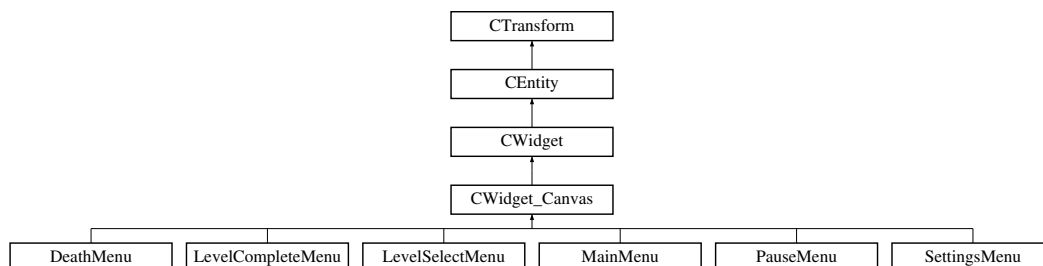 CTransform
CEntity
CWidget
CWidget_Canvas
DeathMenu LevelCompleteMenu LevelSelectMenu MainMenu PauseMenu SettingsMenu